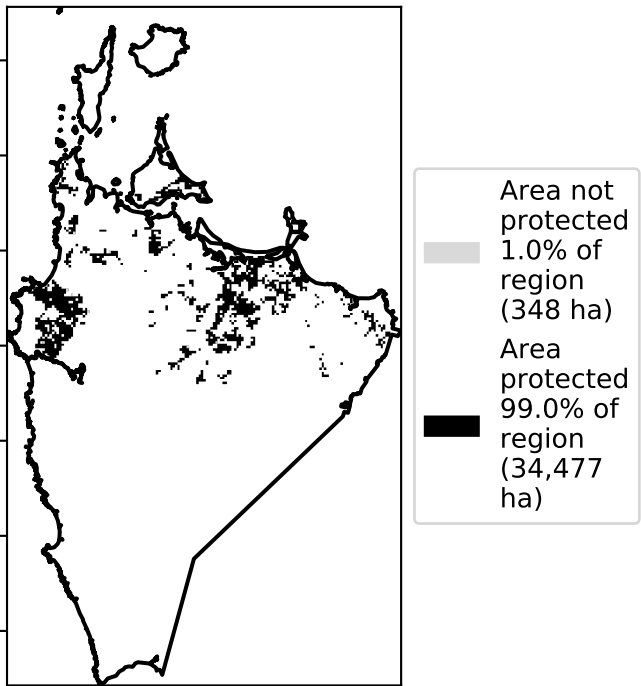 Area not
protected
1.0% of
region
(348 ha)
Area
protected
99.0% of
region
(34,477
ha)